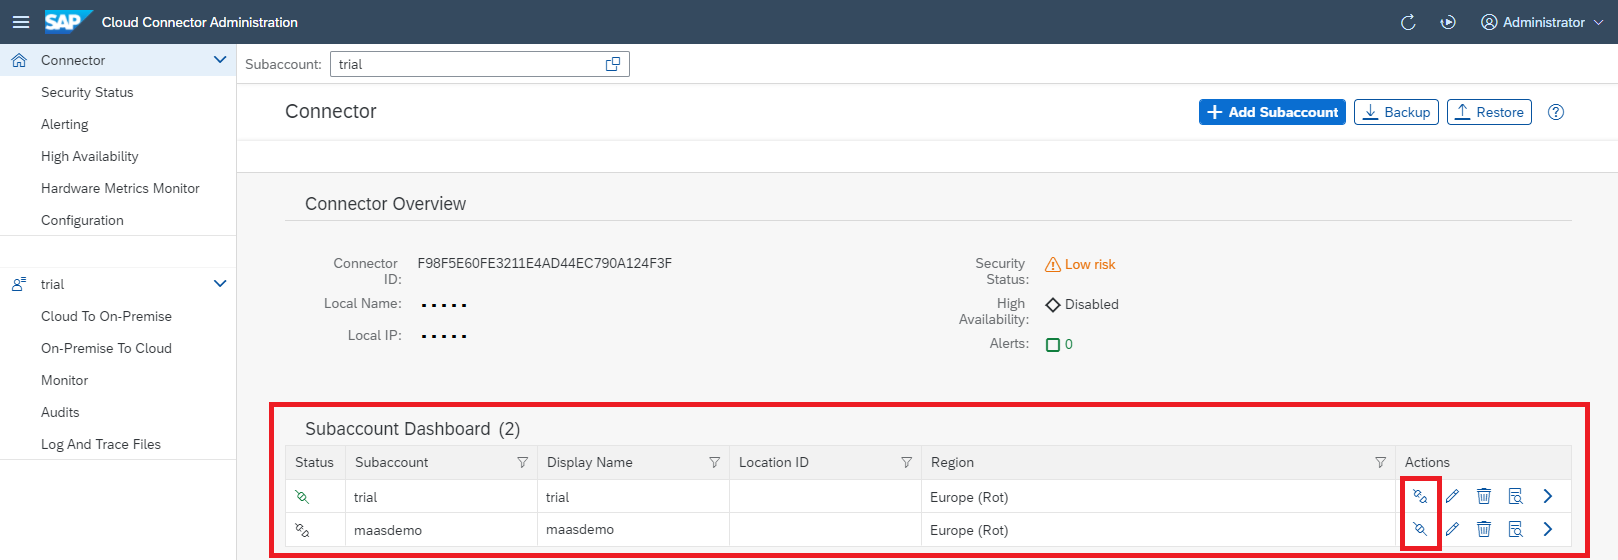 SAP Cloud Connector Administration Administrator
Connector
Security Status
Alerting
High Availability
Hardware Metrics Monitor
Configuration
trial
Cloud To On-Premise
On-Premise To Cloud
Monitor
Audits
Log And Trace Files
Subaccount: trial
Connector + Add Subaccount Backup Restore ?
Connector Overview
Connector ID: F98F5E60FE3211E4AD44EC790A124F3F
Local Name:
Local IP:
Security Status: Low risk
High Availability: Disabled
Alerts: 0
Subaccount Dashboard (2)
Status Subaccount Display Name Location ID Region Actions
trial trial Europe (Rot)
maasdemo maasdemo Europe (Rot)